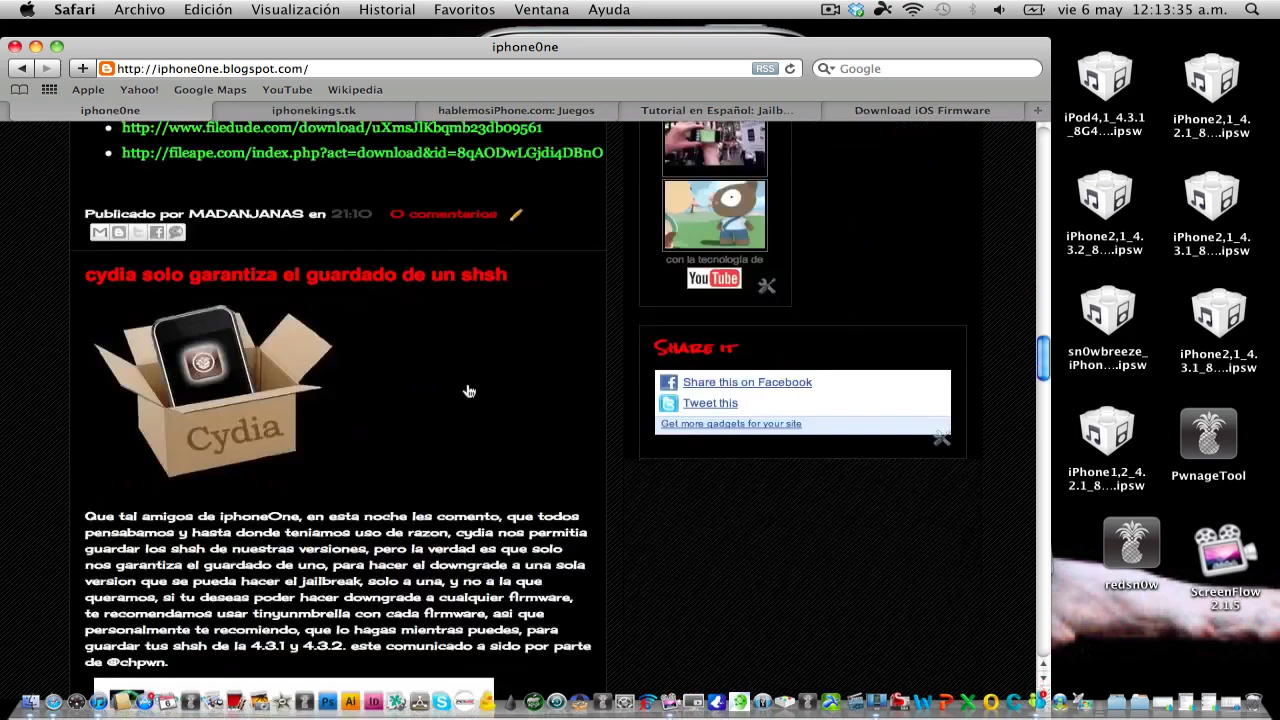 Safari Archivo Edición Visualización Historial Favoritos Ventana Ayuda vie 6 may 12:13:35 a.m.
iphone0ne
http://iphone0ne.blogspot.com/ RSS Google
Apple Yahoo! Google Maps YouTube Wikipedia
iphone0ne iphonekings.tk hablemosiPhone.com: Juegos Tutorial en Español: Jailb... Download iOS Firmware
http://www.filedude.com/download/uXmsJlKbqmb23db09561
http://fileape.com/index.php?act=download&id=8qAODwLGjdi4DBnO
Publicado por MADANJANAS en 21:10 0 comentarios
cydia solo garantiza el guardado de un shsh
Cydia
Que tal amigos de iphone0ne, en esta noche les comento, que todos
pensabamos y hasta donde teniamos uso de razon, cydia nos permitia
guardar los shsh de nuestras versiones, pero la verdad es que solo
nos garantiza el guardado de uno, para hacer el downgrade a una sola
version que se pueda hacer el jailbreak, solo a una, y no a la que
queramos, si tu deseas poder hacer downgrade a cualquier firmware,
te recomendamos usar tinyunmbrella con cada firmware, asi que
personalmente te recomiendo, que lo hagas mientras puedes, para
guardar tus shsh de la 4.3.1 y 4.3.2. este comunicado a sido por parte
de @chpwn.
con la tecnología de
YouTube
Share it
Share this on Facebook
Tweet this
Get more gadgets for your site
iPod4,1_4.3.1
_8G4....ipsw
iPhone2,1_4.
2.1_8....ipsw
iPhone2,1_4.
3.2_8....ipsw
iPhone2,1_4.
3.1_8....ipsw
sn0wbreeze_
iPhon....ipsw
iPhone2,1_4.
3.1_8....ipsw
iPhone1,2_4.
2.1_8....ipsw
PwnageTool
redsn0w
ScreenFlow
2.1.5